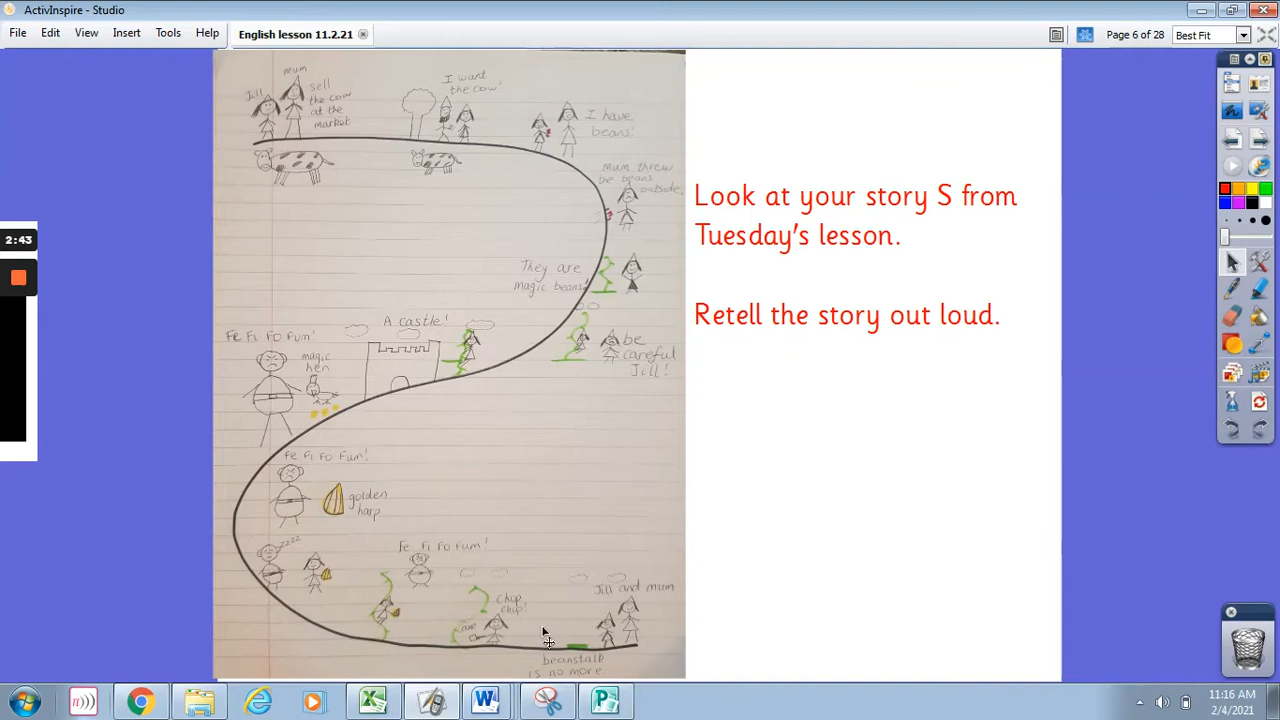 ActivInspire - Studio
File Edit View Insert Tools Help
English lesson 11.2.21
Page 6 of 28
Best Fit
mum
Jill
sell
the cow
at the
market
I want
the cow!
I have
beans!
Mum threw
the beans
outside.
They are
magic beans!
be
careful
Jill!
A castle!
Fe Fi Fo Fum!
magic
hen
Fe Fi Fo Fum!
golden
harp
zzzz
Fe Fi Fo Fum!
chop
chop!
Jill and mum
beanstalk
is no more.
Look at your story S from
Tuesday's lesson.
Retell the story out loud.
2:43
11:16 AM
2/4/2021